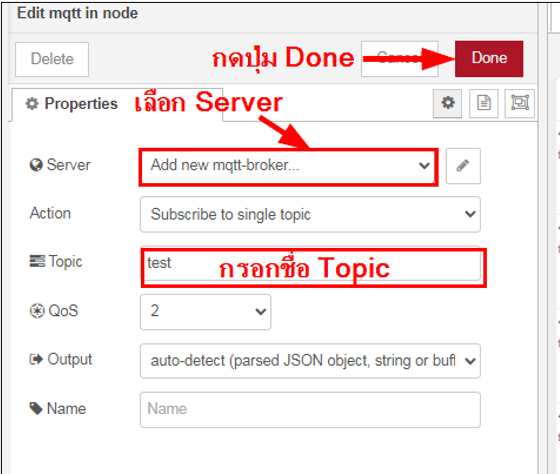 Edit mqtt in node
Delete
กดปุ่ม Done
Cancel
Done
Properties
เลือก Server
Server
Add new mqtt-broker...
Action
Subscribe to single topic
Topic
test
กรอกชื่อ Topic
QoS
2
Output
auto-detect (parsed JSON object, string or buff
Name
Name